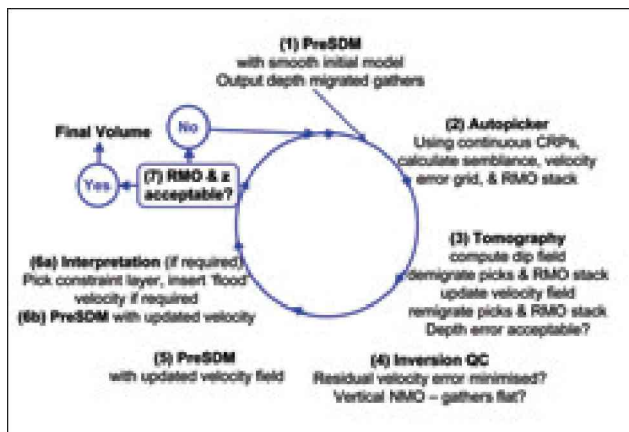 (1) PreSDM
with smooth initial model
Output depth migrated gathers
(2) Autopicker
Using continuous CRPs,
calculate semblance, velocity
error grid, & RMO stack
(3) Tomography
compute dip field
demigrate picks & RMO stack
update velocity field
remigrate picks & RMO stack
Depth error acceptable?
(4) Inversion QC
Residual velocity error minimised?
Vertical NMO – gathers flat?
(5) PreSDM
with updated velocity field
(6a) Interpretation (if required)
Pick constraint layer, insert 'flood'
velocity if required
(6b) PreSDM with updated velocity
(7) RMO & z
acceptable?
No
Yes
Final Volume